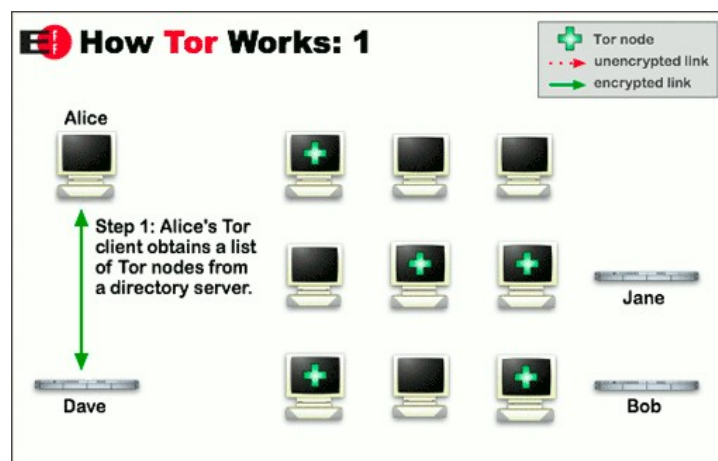 EFF How Tor Works: 1
Tor node
unencrypted link
encrypted link
Alice
Step 1: Alice's Tor
client obtains a list
of Tor nodes from
a directory server.
Jane
Dave
Bob